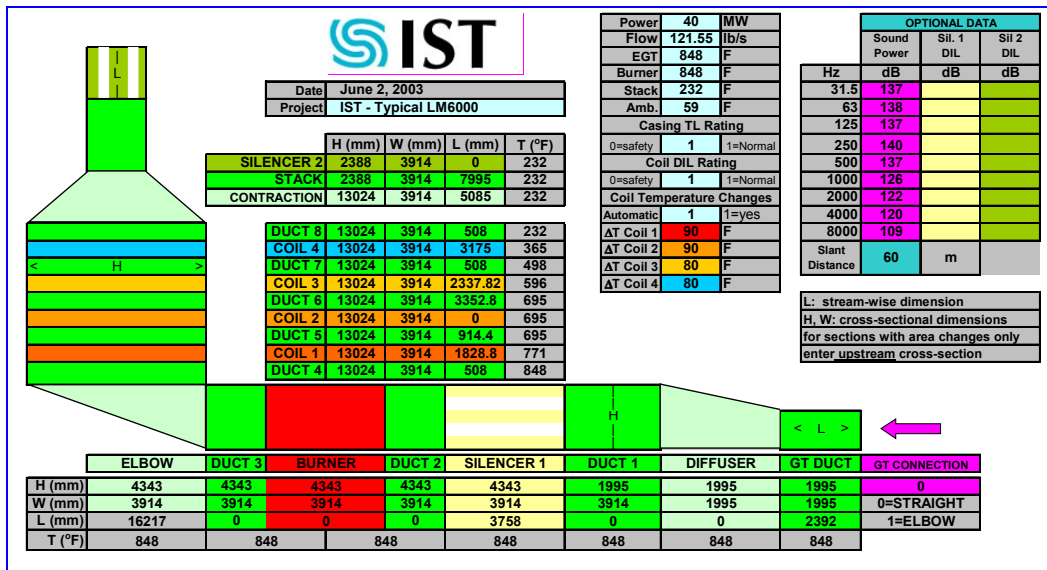 IST
Date June 2, 2003
Project IST - Typical LM6000
Power 40 MW
Flow 121.55 lb/s
EGT 848 F
Burner 848 F
Stack 232 F
Amb. 59 F
Casing TL Rating
0=safety 1 1=Normal
Coil DIL Rating
0=safety 1 1=Normal
Coil Temperature Changes
Automatic 1 1=yes
ΔT Coil 1 90 F
ΔT Coil 2 90 F
ΔT Coil 3 80 F
ΔT Coil 4 80 F
OPTIONAL DATA
Sound Power Sil. 1 DIL Sil 2 DIL
Hz dB dB dB
31.5 137
63 138
125 137
250 140
500 137
1000 126
2000 122
4000 120
8000 109
Slant Distance 60 m
L: stream-wise dimension
H, W: cross-sectional dimensions
for sections with area changes only
enter upstream cross-section
H (mm) W (mm) L (mm) T (°F)
SILENCER 2 2388 3914 0 232
STACK 2388 3914 7995 232
CONTRACTION 13024 3914 5085 232
DUCT 8 13024 3914 508 232
COIL 4 13024 3914 3175 365
DUCT 7 13024 3914 508 498
COIL 3 13024 3914 2337.82 596
DUCT 6 13024 3914 3352.8 695
COIL 2 13024 3914 0 695
DUCT 5 13024 3914 914.4 695
COIL 1 13024 3914 1828.8 771
DUCT 4 13024 3914 508 848
L
< H >
H
< L >
ELBOW DUCT 3 BURNER DUCT 2 SILENCER 1 DUCT 1 DIFFUSER GT DUCT GT CONNECTION
H (mm) 4343 4343 4343 4343 4343 1995 1995 1995 0
W (mm) 3914 3914 3914 3914 3914 3914 1995 1995 0=STRAIGHT
L (mm) 16217 0 0 0 3758 0 0 2392 1=ELBOW
T (°F) 848 848 848 848 848 848 848